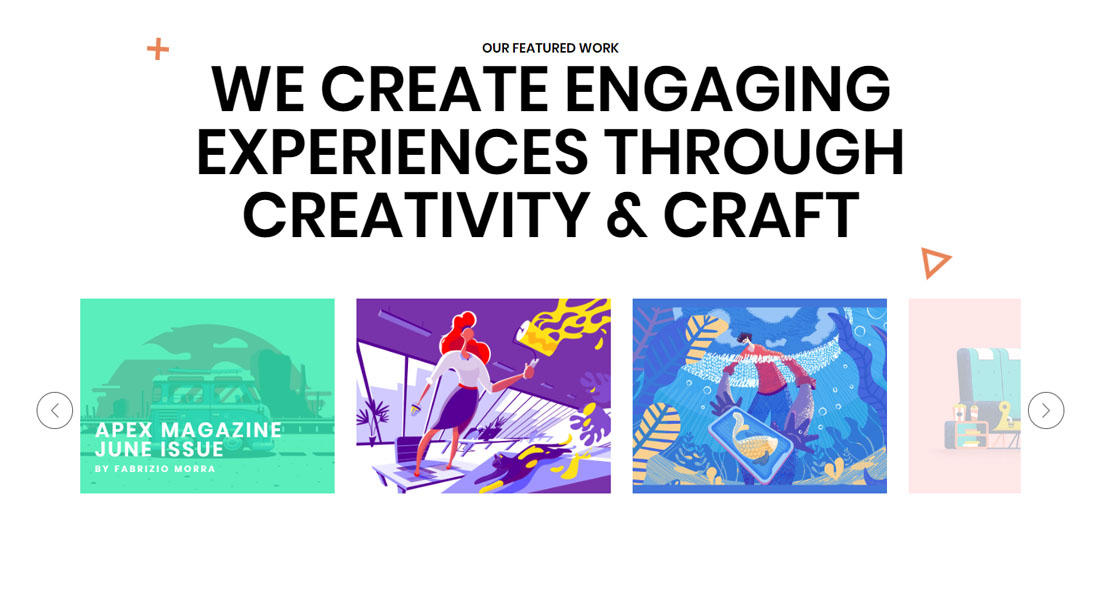 OUR FEATURED WORK
WE CREATE ENGAGING
EXPERIENCES THROUGH
CREATIVITY & CRAFT
APEX MAGAZINE
JUNE ISSUE
BY FABRIZIO MORRA